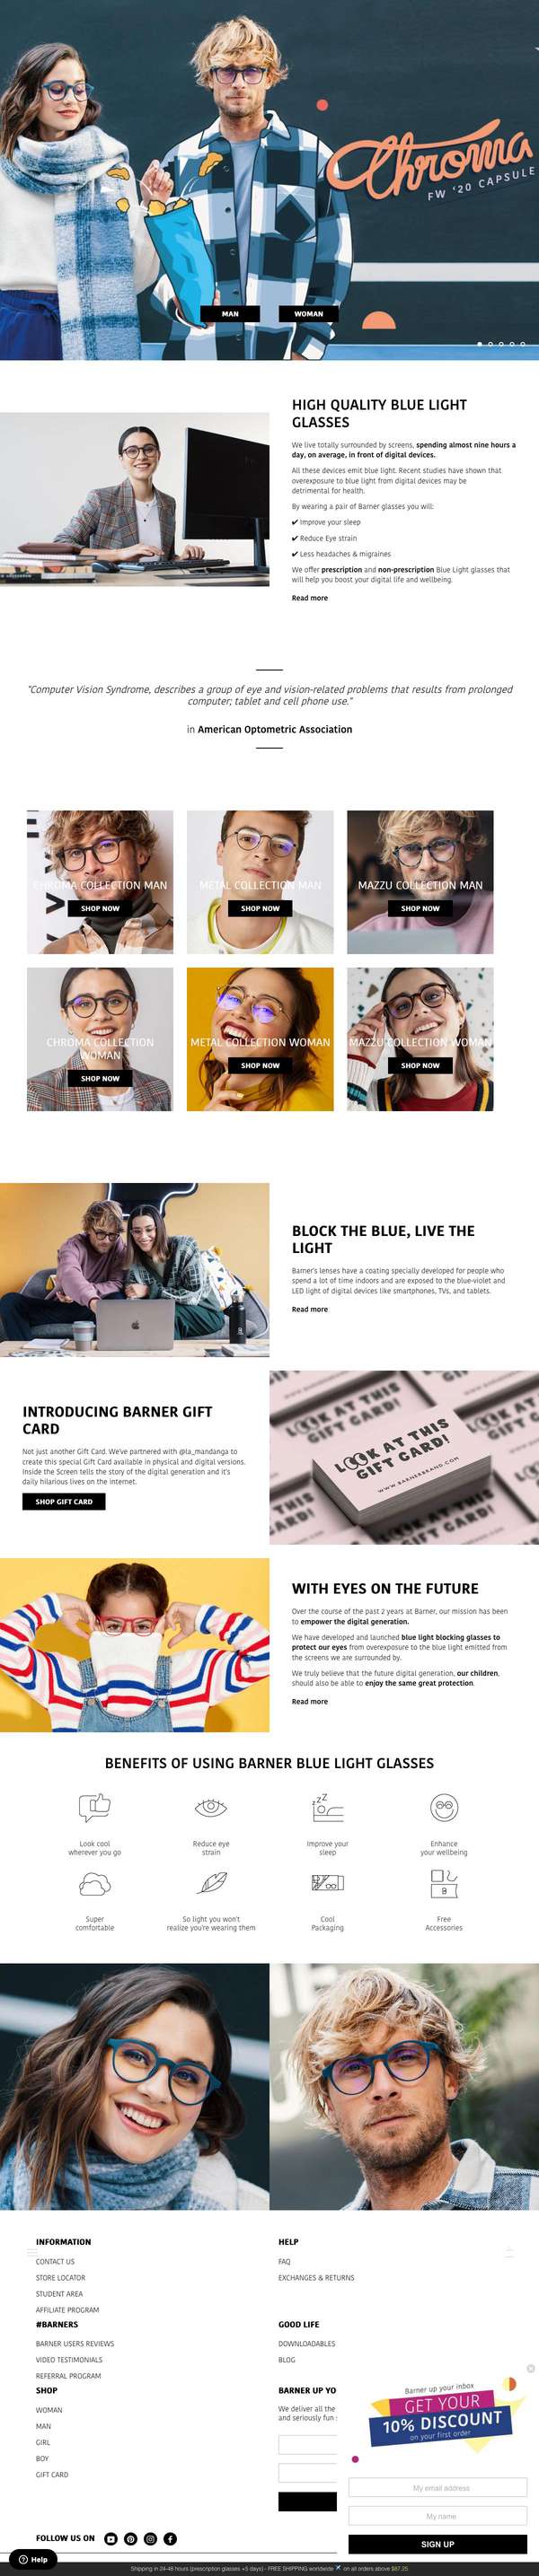 Chroma
FW '20 CAPSULE
MAN
WOMAN
HIGH QUALITY BLUE LIGHT
GLASSES
We live totally surrounded by screens, spending almost nine hours a
day, on average, in front of digital devices.
All these devices emit blue light. Recent studies have shown that
overexposure to blue light from digital devices may be
detrimental for health.
By wearing a pair of Barner glasses you will:
✔ Improve your sleep
✔ Reduce Eye strain
✔ Less headaches & migraines
We offer prescription and non-prescription Blue Light glasses that
will help you boost your digital life and wellbeing.
Read more
"Computer Vision Syndrome, describes a group of eye and vision-related problems that results from prolonged
computer; tablet and cell phone use."
in American Optometric Association
CHROMA COLLECTION MAN
SHOP NOW
METAL COLLECTION MAN
SHOP NOW
MAZZU COLLECTION MAN
SHOP NOW
CHROMA COLLECTION
WOMAN
SHOP NOW
METAL COLLECTION WOMAN
SHOP NOW
MAZZU COLLECTION WOMAN
SHOP NOW
BLOCK THE BLUE, LIVE THE
LIGHT
Barner's lenses have a coating specially developed for people who
spend a lot of time indoors and are exposed to the blue-violet and
LED light of digital devices like smartphones, TVs, and tablets.
Read more
INTRODUCING BARNER GIFT
CARD
Not just another Gift Card. We've partnered with @la_mandanga to
create this special Gift Card available in physical and digital versions.
Inside the Screen tells the story of the digital generation and it's
daily hilarious lives on the internet.
SHOP GIFT CARD
LOOK AT THIS
GIFT CARD!
WWW.BARNERBRAND.COM
WITH EYES ON THE FUTURE
Over the course of the past 2 years at Barner, our mission has been
to empower the digital generation.
We have developed and launched blue light blocking glasses to
protect our eyes from overexposure to the blue light emitted from
the screens we are surrounded by.
We truly believe that the future digital generation, our children,
should also be able to enjoy the same great protection.
Read more
BENEFITS OF USING BARNER BLUE LIGHT GLASSES
Look cool
wherever you go
Reduce eye
strain
Improve your
sleep
Enhance
your wellbeing
Super
comfortable
So light you won't
realize you're wearing them
Cool
Packaging
Free
Accessories
INFORMATION
CONTACT US
STORE LOCATOR
STUDENT AREA
AFFILIATE PROGRAM
HELP
FAQ
EXCHANGES & RETURNS
#BARNERS
BARNER USERS REVIEWS
VIDEO TESTIMONIALS
REFERRAL PROGRAM
GOOD LIFE
DOWNLOADABLES
BLOG
SHOP
WOMAN
MAN
GIRL
BOY
GIFT CARD
BARNER UP YO
We deliver all the
and seriously fun
Barner up your inbox
GET YOUR
10% DISCOUNT
on your first order
My email address
My name
SIGN UP
FOLLOW US ON
Help
Shipping in 24-48 hours (prescription glasses +5 days) - FREE SHIPPING worldwide ✈ on all orders above $87.25